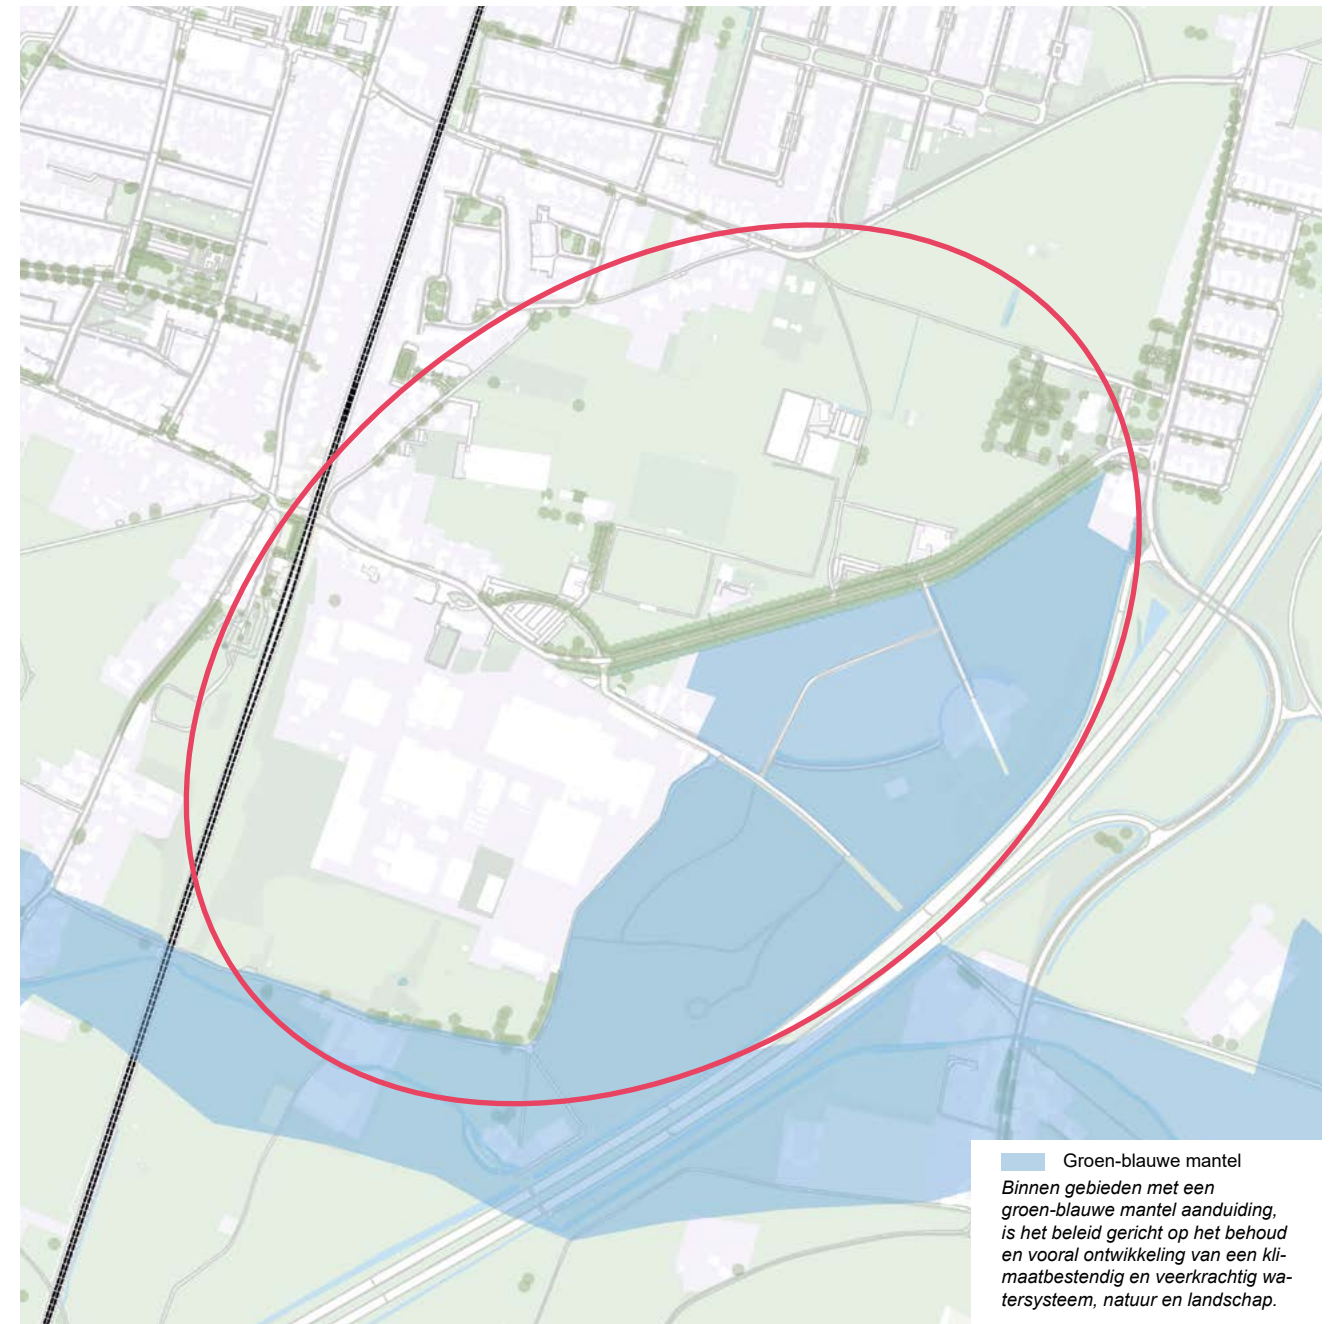 Groen-blauwe mantel
Binnen gebieden met een
groen-blauwe mantel aanduiding,
is het beleid gericht op het behoud
en vooral ontwikkeling van een kli-
maatbestendig en veerkrachtig wa-
tersysteem, natuur en landschap.